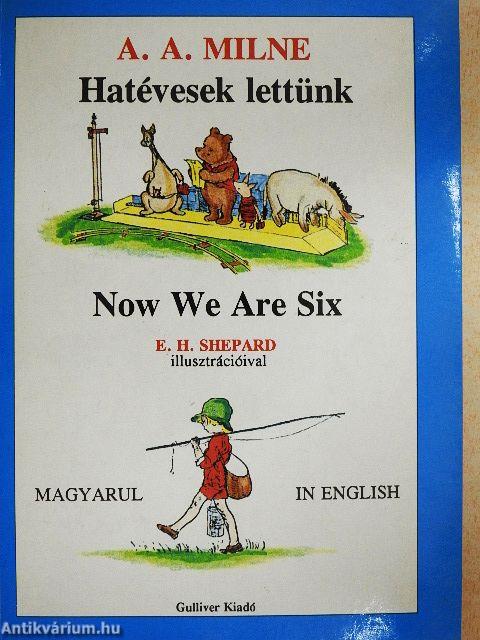 A. A. MILNE
Hatévesek lettünk
Now We Are Six
E. H. SHEPARD
illusztrációival
MAGYARUL
IN ENGLISH
Gulliver Kiadó
Antikvárium.hu